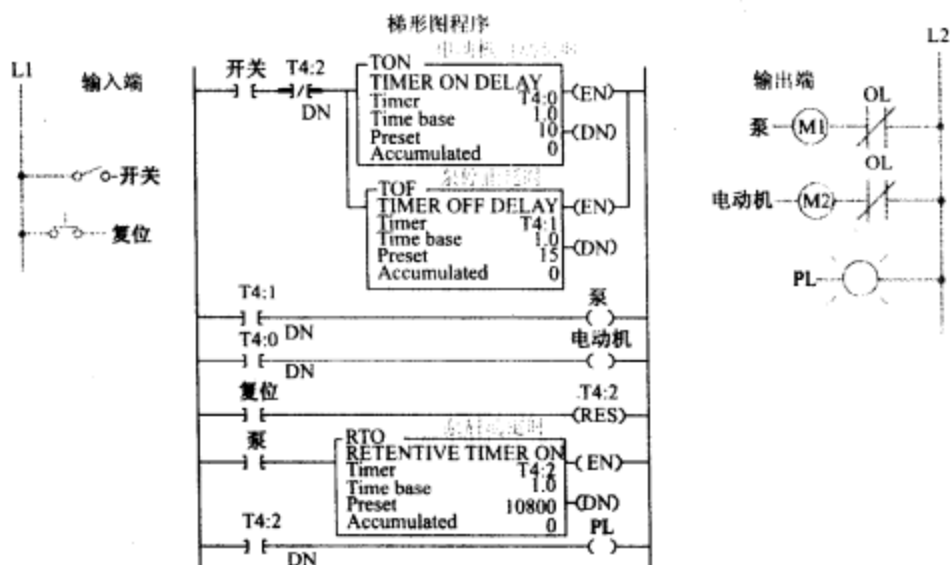 梯形图程序
L1
输入端
开关
复位
开关 T4:2
DN
TON
TIMER ON DELAY (EN)
Timer T4:0
Time base 1.0
Preset 10 (DN)
Accumulated 0
TOF
TIMER OFF DELAY (EN)
Timer T4:1
Time base 1.0 (DN)
Preset 15
Accumulated 0
T4:1 泵
DN
T4:0 电动机
DN
复位 T4:2
(RES)
泵
RTO
RETENTIVE TIMER ON (EN)
Timer T4:2
Time base 1.0
Preset 10800 (DN)
Accumulated 0
T4:2 PL
DN
L2
输出端
OL
泵 M1
OL
电动机 M2
PL